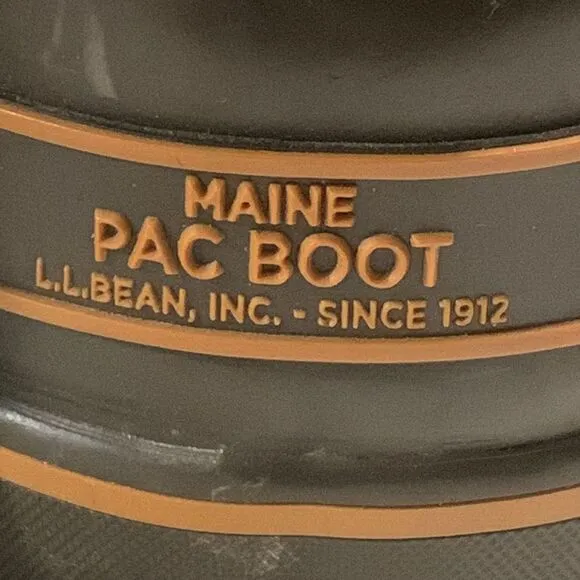 MAINE
PAC BOOT
L.L.BEAN, INC. - SINCE 1912